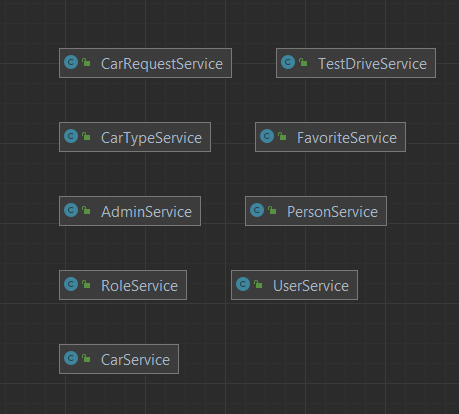 CarRequestService
TestDriveService
CarTypeService
FavoriteService
AdminService
PersonService
RoleService
UserService
CarService